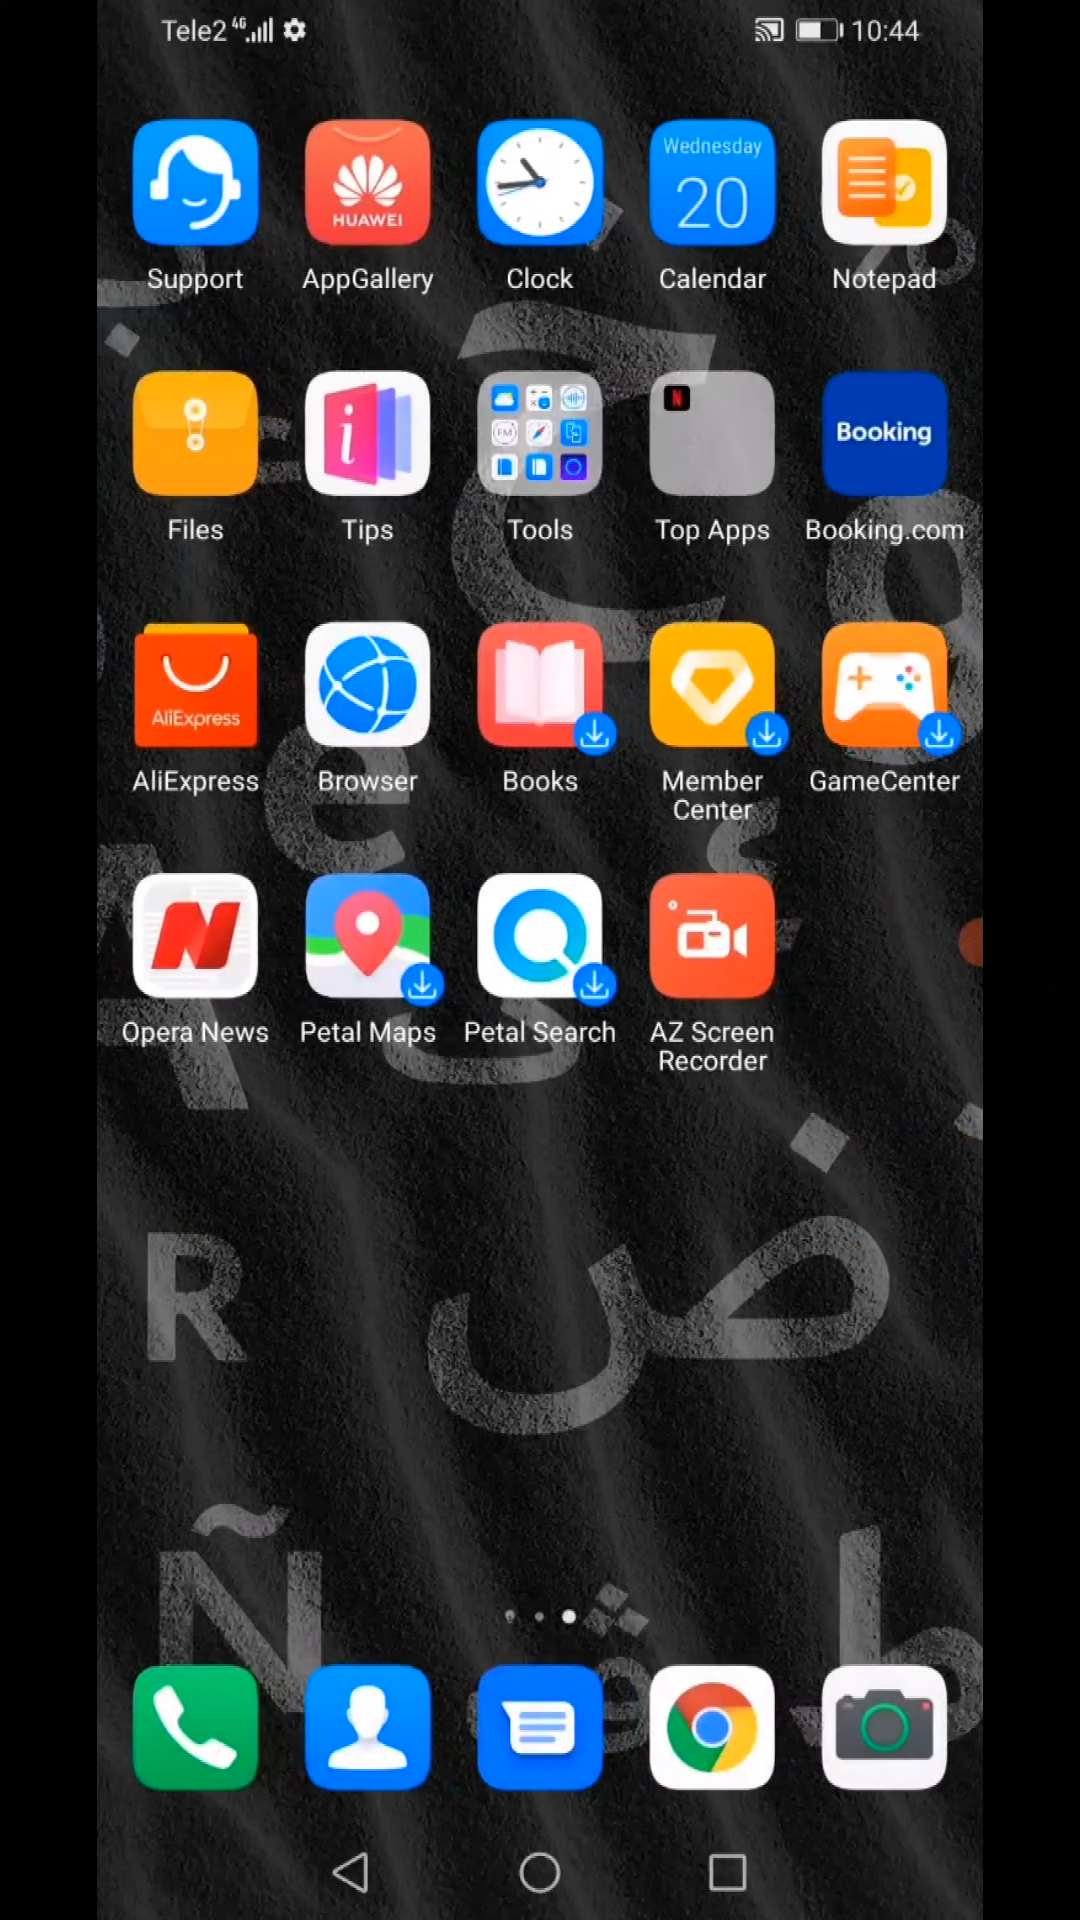 Tele2 4G 10:44
HUAWEI
Wednesday
20
Support AppGallery Clock Calendar Notepad
FM
Booking
Files Tips Tools Top Apps Booking.com
AliExpress
AliExpress Browser Books Member Center GameCenter
Opera News Petal Maps Petal Search AZ Screen Recorder
R
ض
Ñ